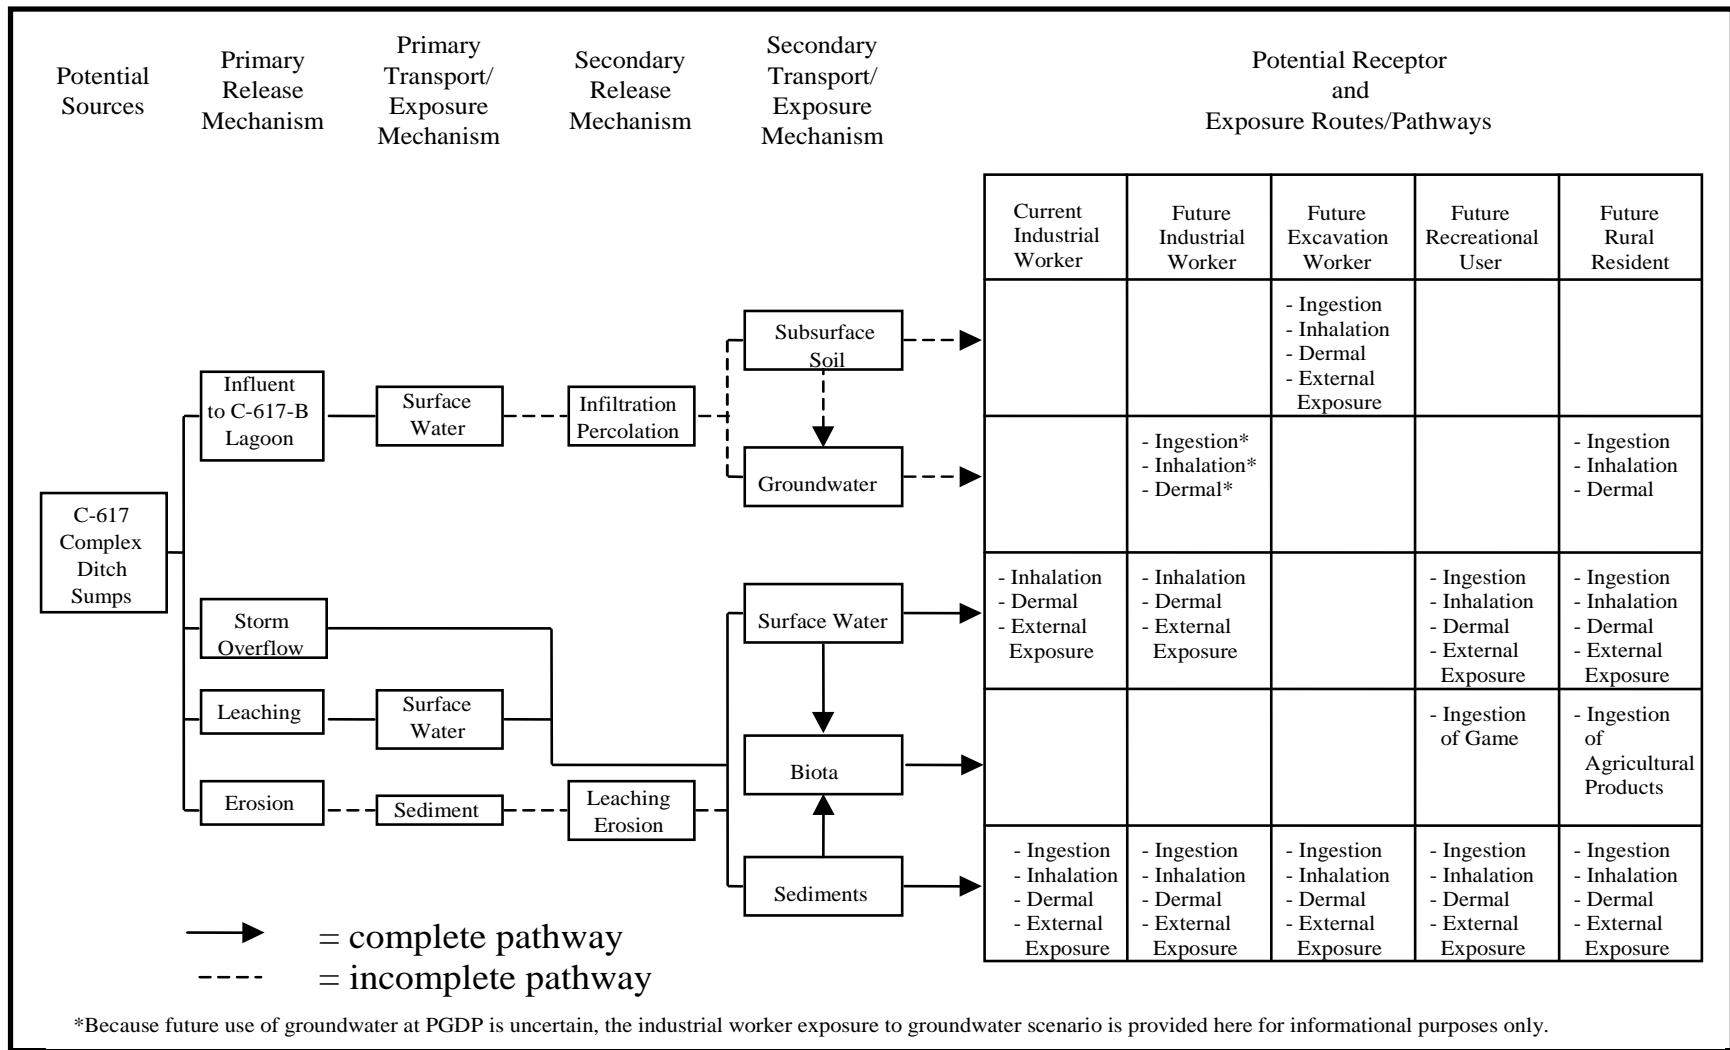 Potential
Sources
Primary
Release
Mechanism
Primary
Transport/
Exposure
Mechanism
Secondary
Release
Mechanism
Secondary
Transport/
Exposure
Mechanism
Potential Receptor
and
Exposure Routes/Pathways
Current
Industrial
Worker
Future
Industrial
Worker
Future
Excavation
Worker
Future
Recreational
User
Future
Rural
Resident
C-617
Complex
Ditch
Sumps
Influent
to C-617-B
Lagoon
Surface
Water
Infiltration
Percolation
Subsurface
Soil
- Ingestion
- Inhalation
- Dermal
- External
Exposure
Groundwater
- Ingestion*
- Inhalation*
- Dermal*
- Ingestion
- Inhalation
- Dermal
Storm
Overflow
Surface Water
- Inhalation
- Dermal
- External
Exposure
- Inhalation
- Dermal
- External
Exposure
- Ingestion
- Inhalation
- Dermal
- External
Exposure
- Ingestion
- Inhalation
- Dermal
- External
Exposure
Leaching
Surface
Water
Biota
- Ingestion
of Game
- Ingestion
of
Agricultural
Products
Erosion
Sediment
Leaching
Erosion
Sediments
- Ingestion
- Inhalation
- Dermal
- External
Exposure
- Ingestion
- Inhalation
- Dermal
- External
Exposure
- Ingestion
- Inhalation
- Dermal
- External
Exposure
- Ingestion
- Inhalation
- Dermal
- External
Exposure
- Ingestion
- Inhalation
- Dermal
- External
Exposure
= complete pathway
= incomplete pathway
*Because future use of groundwater at PGDP is uncertain, the industrial worker exposure to groundwater scenario is provided here for informational purposes only.